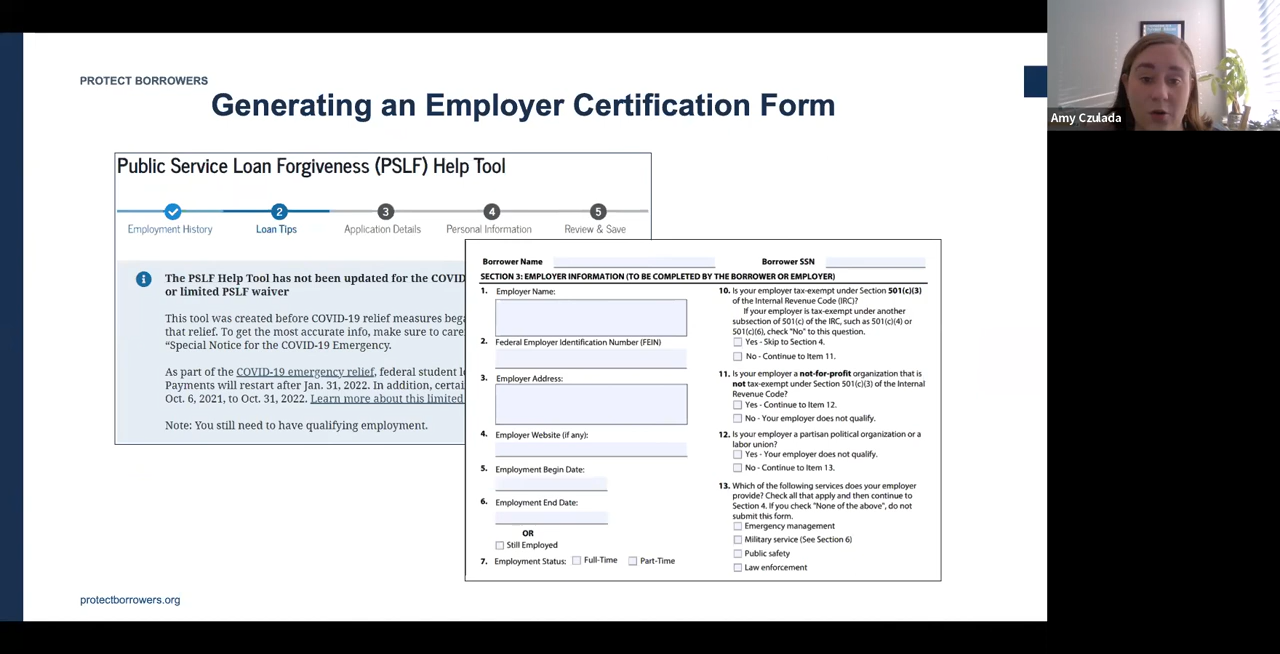 PROTECT BORROWERS
Generating an Employer Certification Form
Amy Czulada
Public Service Loan Forgiveness (PSLF) Help Tool
2
3
4
5
Employment History
Loan Tips
Application Details
Personal Information
Review & Save
The PSLF Help Tool has not been updated for the COVID
or limited PSLF waiver
This tool was created before COVID-19 relief measures
that relief. To get the most accurate info, make sure to
"Special Notice for the COVID-19 Emergency.
As part of the COVID-19 emergency relief, federal student
Payments will restart after Jan. 31, 2022. In addition,
Oct. 6, 2021, to Oct. 31, 2022. Learn more about this limited
Note: You still need to have qualifying employment.
Borrower Name
Borrower SSN
SECTION 3: EMPLOYER INFORMATION (TO BE COMPLETED BY THE BORROWER OR EMPLOYER)
1. Employer Name:
2. Federal Employer Identification Number (FEIN)
3. Employer Address:
4. Employer Website (if any):
5. Employment Begin Date:
6. Employment End Date:
OR
Still Employed
7. Employment Status: Full-Time Part-Time
10. Is your employer tax-exempt under Section 501(c)(3)
of the Internal Revenue Code (IRC)?
If your employer is tax-exempt under another
subsection of 501(c) of the IRC, such as 501(c)(4) or
501(c)(6), check "No" to this question.
Yes - Skip to Section 4.
No - Continue to Item 11.
11. Is your employer a not-for-profit organization that is
not tax-exempt under Section 501(c)(3) of the Internal
Revenue Code?
Yes - Continue to Item 12.
No - Your employer does not qualify.
12. Is your employer a partisan political organization or a
labor union?
Yes - Your employer does not qualify.
No - Continue to Item 13.
13. Which of the following services does your employer
provide? Check all that apply and then continue to
Section 4. If you check "None of the above", do not
submit this form.
Emergency management
Military service (See Section 6)
Public safety
Law enforcement
protectborrowers.org